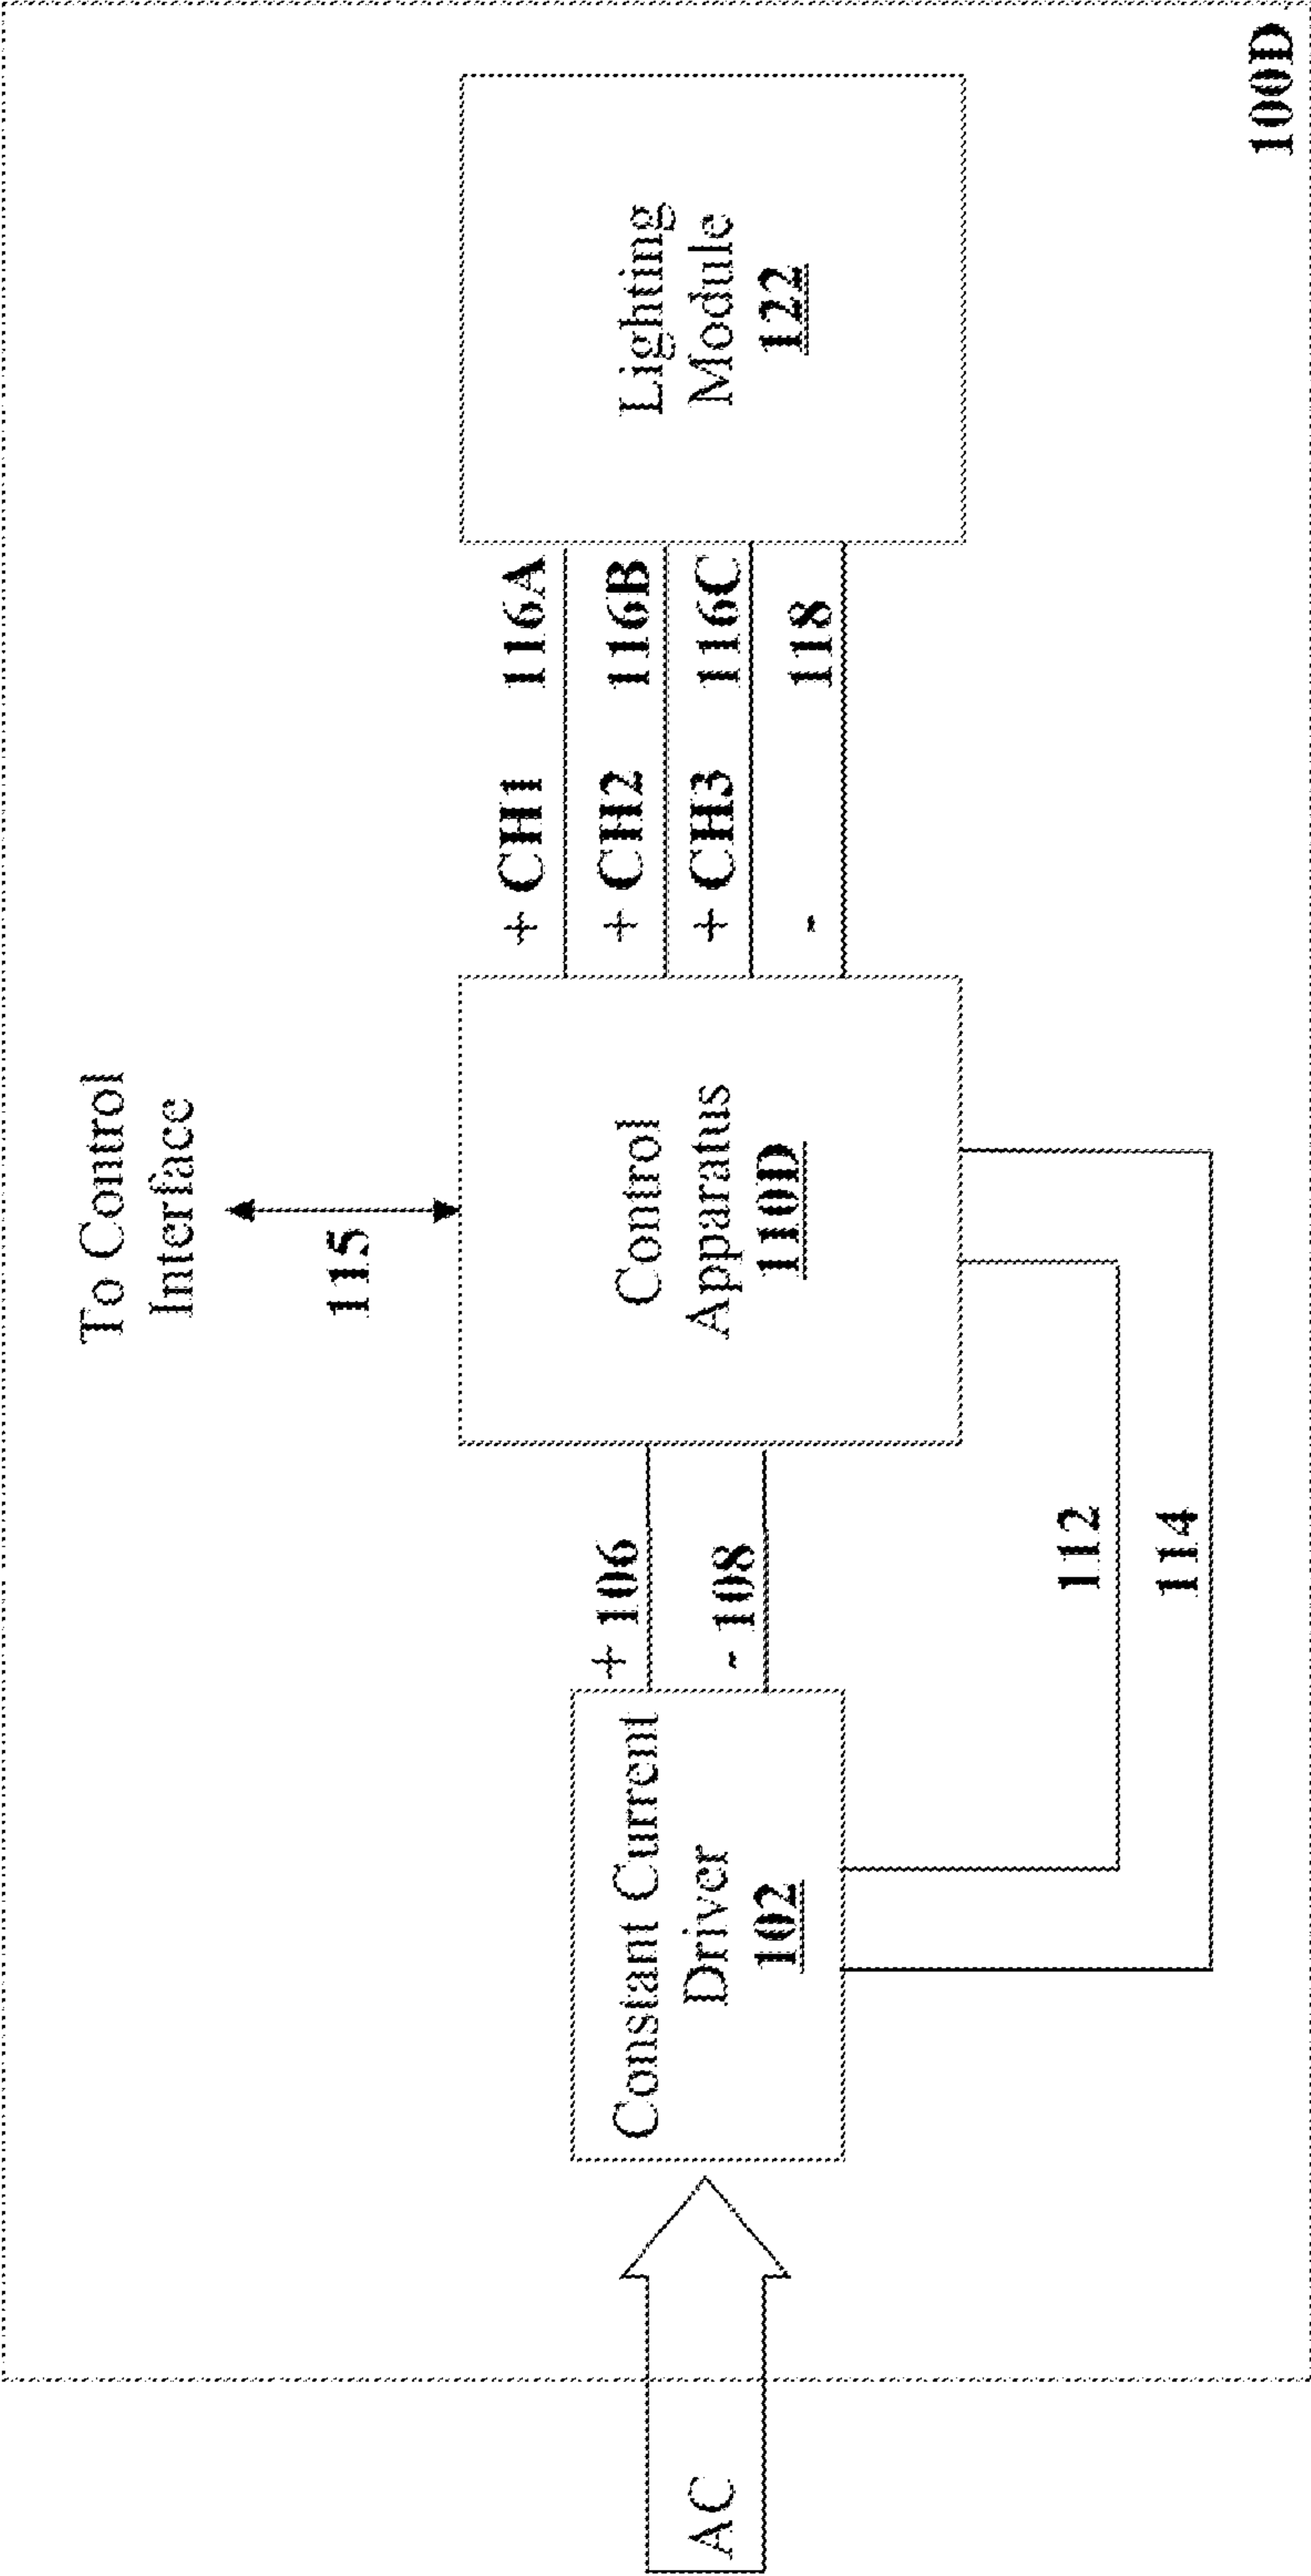 To Control
Interface
115
AC
Constant Current
Driver
102
+ 106
- 108
Control
Apparatus
110D
+ CH1 116A
+ CH2 116B
+ CH3 116C
- 118
Lighting
Module
122
112
114
100D